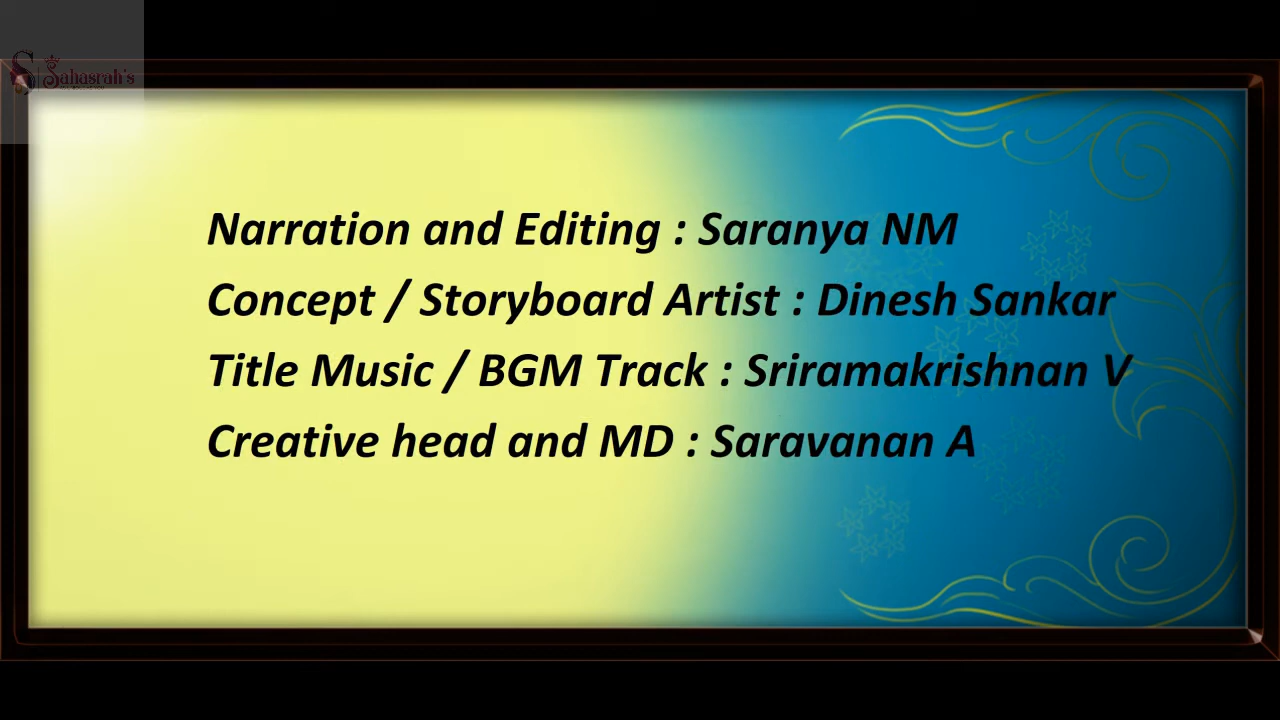 Sahasrah's
Narration and Editing : Saranya NM
Concept / Storyboard Artist : Dinesh Sankar
Title Music / BGM Track : Sriramakrishnan V
Creative head and MD : Saravanan A